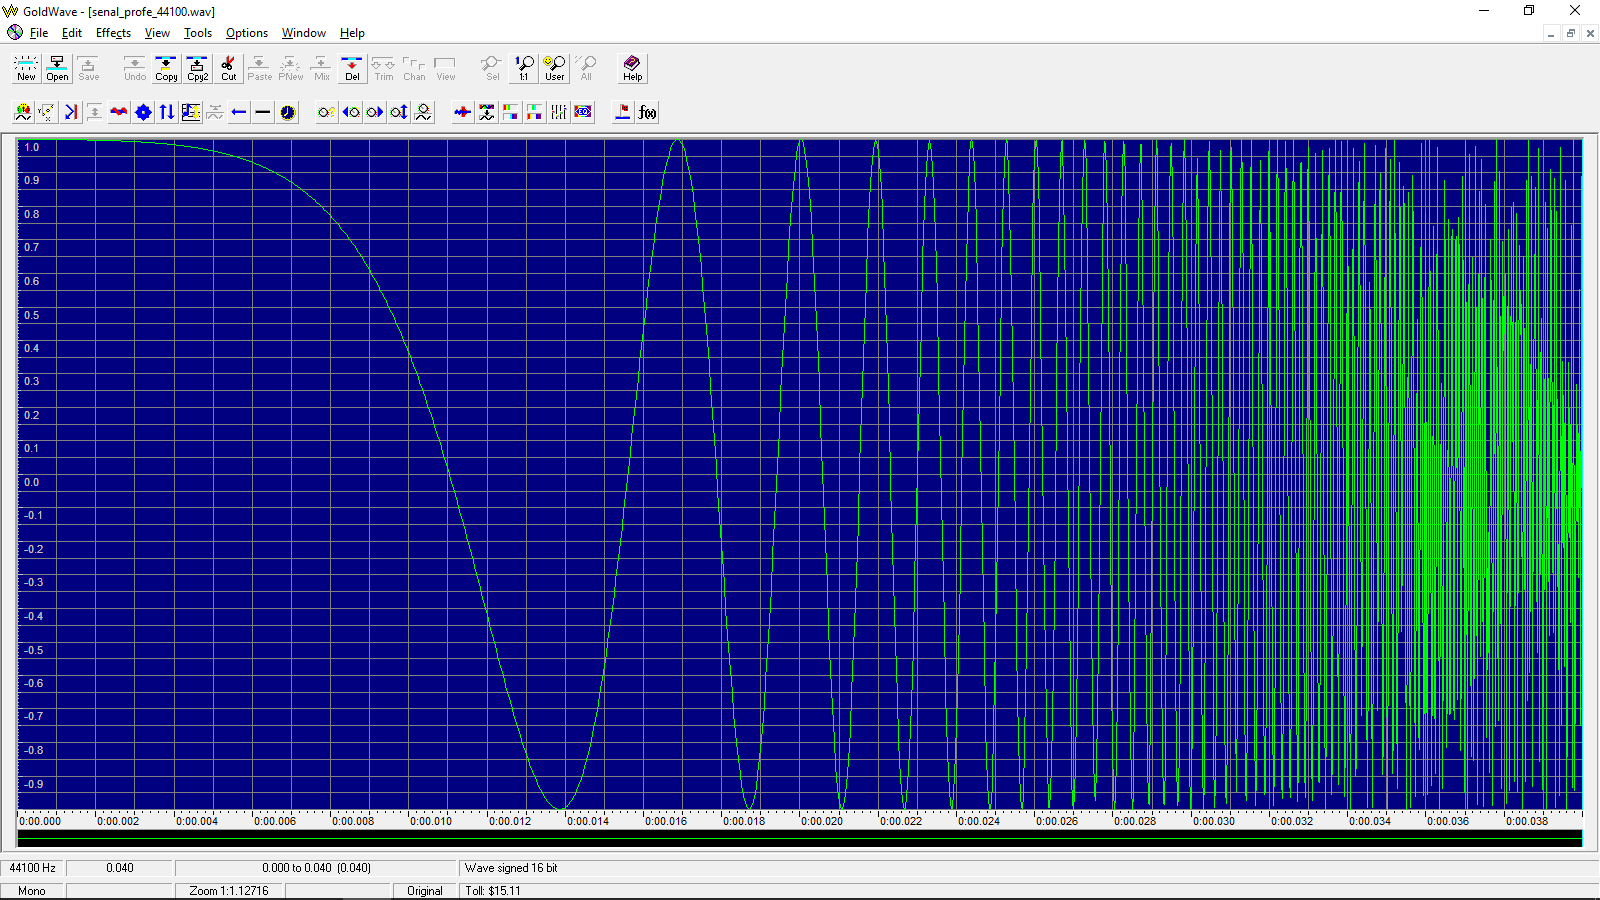 GoldWave - [senal_profe_44100.wav]
File Edit Effects View Tools Options Window Help
New Open Save Undo Copy Cpy2 Cut Paste PNew Mix Del Trim Chan View Sel 1:1 User All Help
f(x)
1.0
0.9
0.8
0.7
0.6
0.5
0.4
0.3
0.2
0.1
0.0
-0.1
-0.2
-0.3
-0.4
-0.5
-0.6
-0.7
-0.8
-0.9
0:00.000 0:00.002 0:00.004 0:00.006 0:00.008 0:00.010 0:00.012 0:00.014 0:00.016 0:00.018 0:00.020 0:00.022 0:00.024 0:00.026 0:00.028 0:00.030 0:00.032 0:00.034 0:00.036 0:00.038
44100 Hz 0.040 0.000 to 0.040 (0.040) Wave signed 16 bit
Mono Zoom 1:1.12716 Original Toll: $15.11